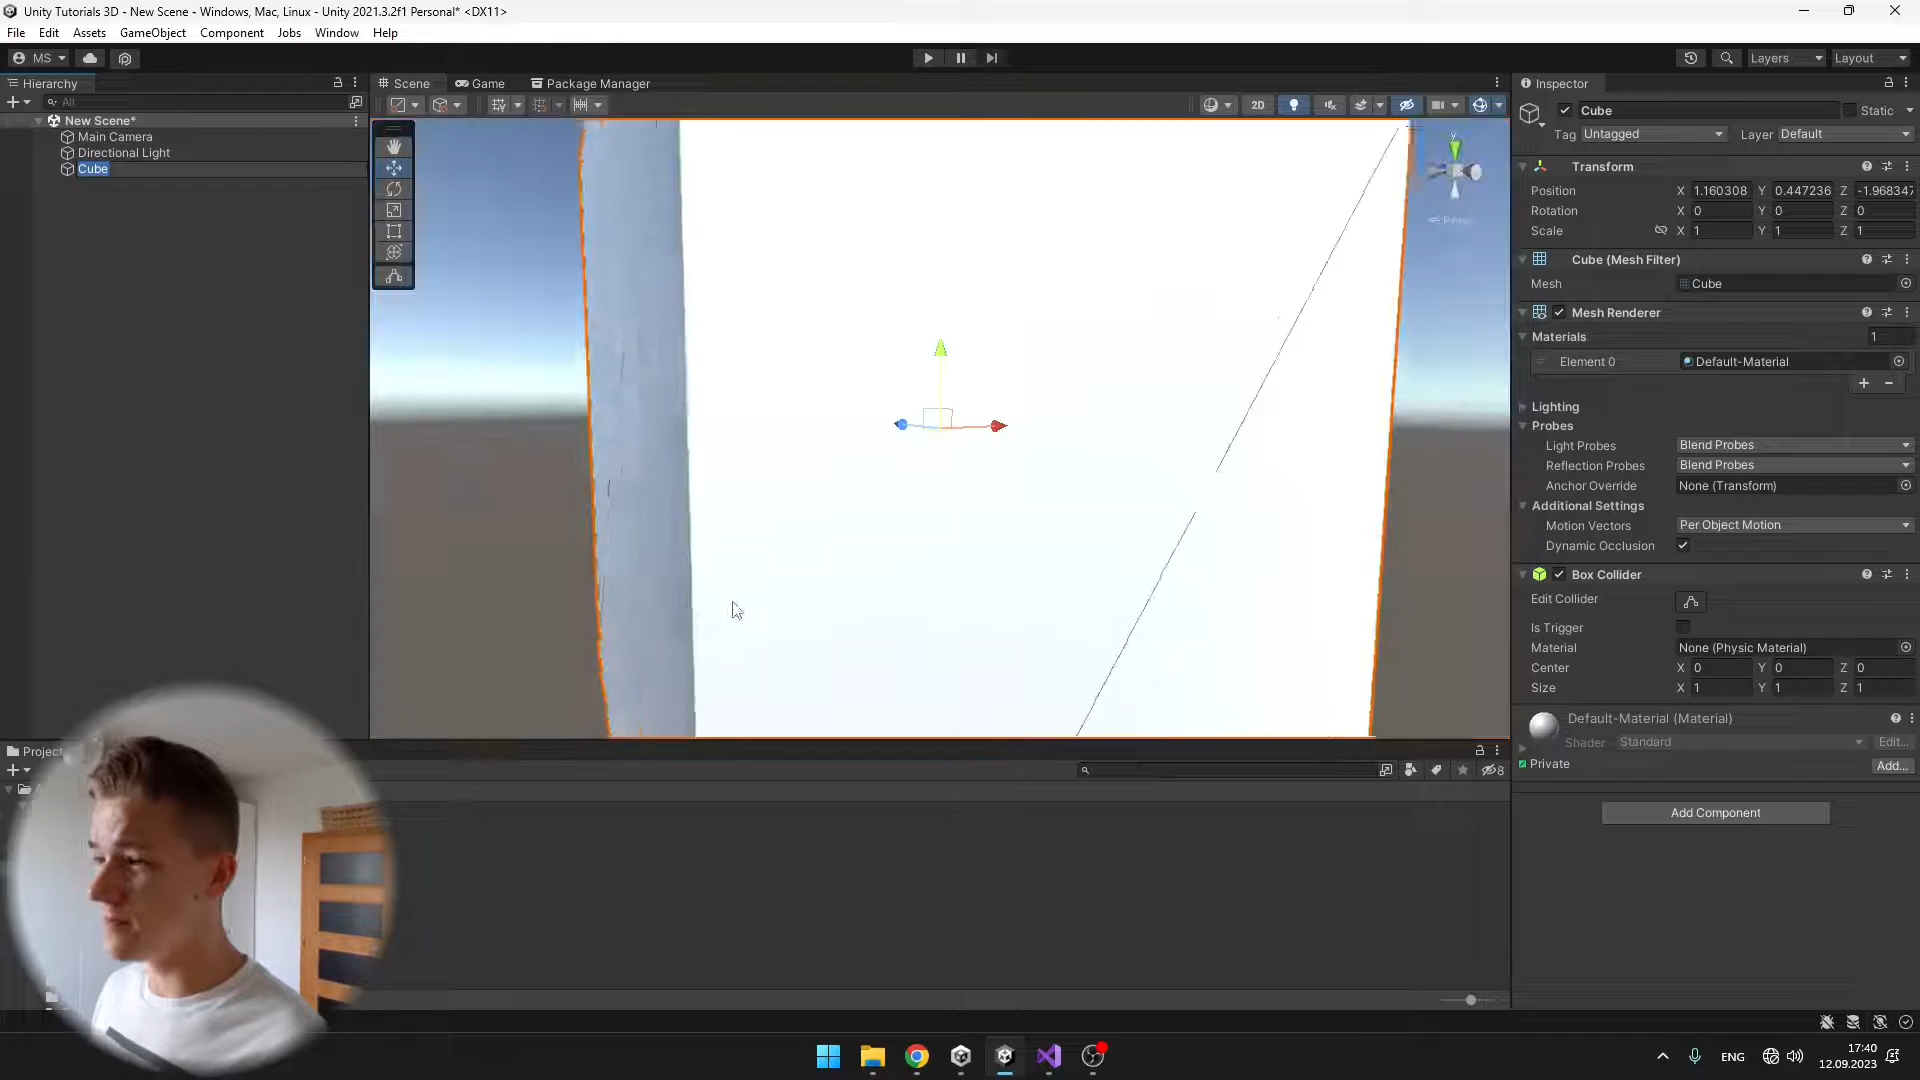 Unity Tutorials 3D - New Scene - Windows, Mac, Linux - Unity 2021.3.2f1 Personal* <DX11>
File Edit Assets GameObject Component Jobs Window Help
MS Layers Layout
Hierarchy Scene Game Package Manager Inspector
All
2D
New Scene*
Main Camera
Directional Light
Cube
Cube Static
Tag Untagged Layer Default
Transform
Position X 1.160308 Y 0.447236 Z -1.968347
Rotation X 0 Y 0 Z 0
Scale X 1 Y 1 Z 1
Cube (Mesh Filter)
Mesh Cube
Mesh Renderer
Materials 1
Element 0 Default-Material
Lighting
Probes
Light Probes Blend Probes
Reflection Probes Blend Probes
Anchor Override None (Transform)
Additional Settings
Motion Vectors Per Object Motion
Dynamic Occlusion
Box Collider
Edit Collider
Is Trigger
Material None (Physic Material)
Center X 0 Y 0 Z 0
Size X 1 Y 1 Z 1
Default-Material (Material)
Shader Standard Edit...
Private Add...
Add Component
Project
8
ENG
17:40
12.09.2023